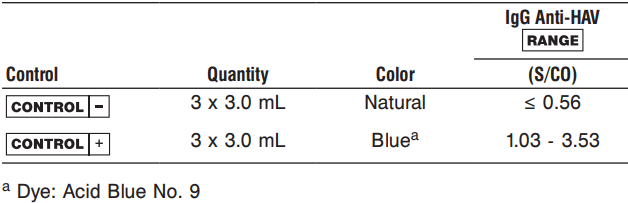 IgG Anti-HAV
RANGE
Control Quantity Color (S/CO)
CONTROL - 3 x 3.0 mL Natural ≤ 0.56
CONTROL + 3 x 3.0 mL Blueᵃ 1.03 - 3.53
ᵃ Dye: Acid Blue No. 9